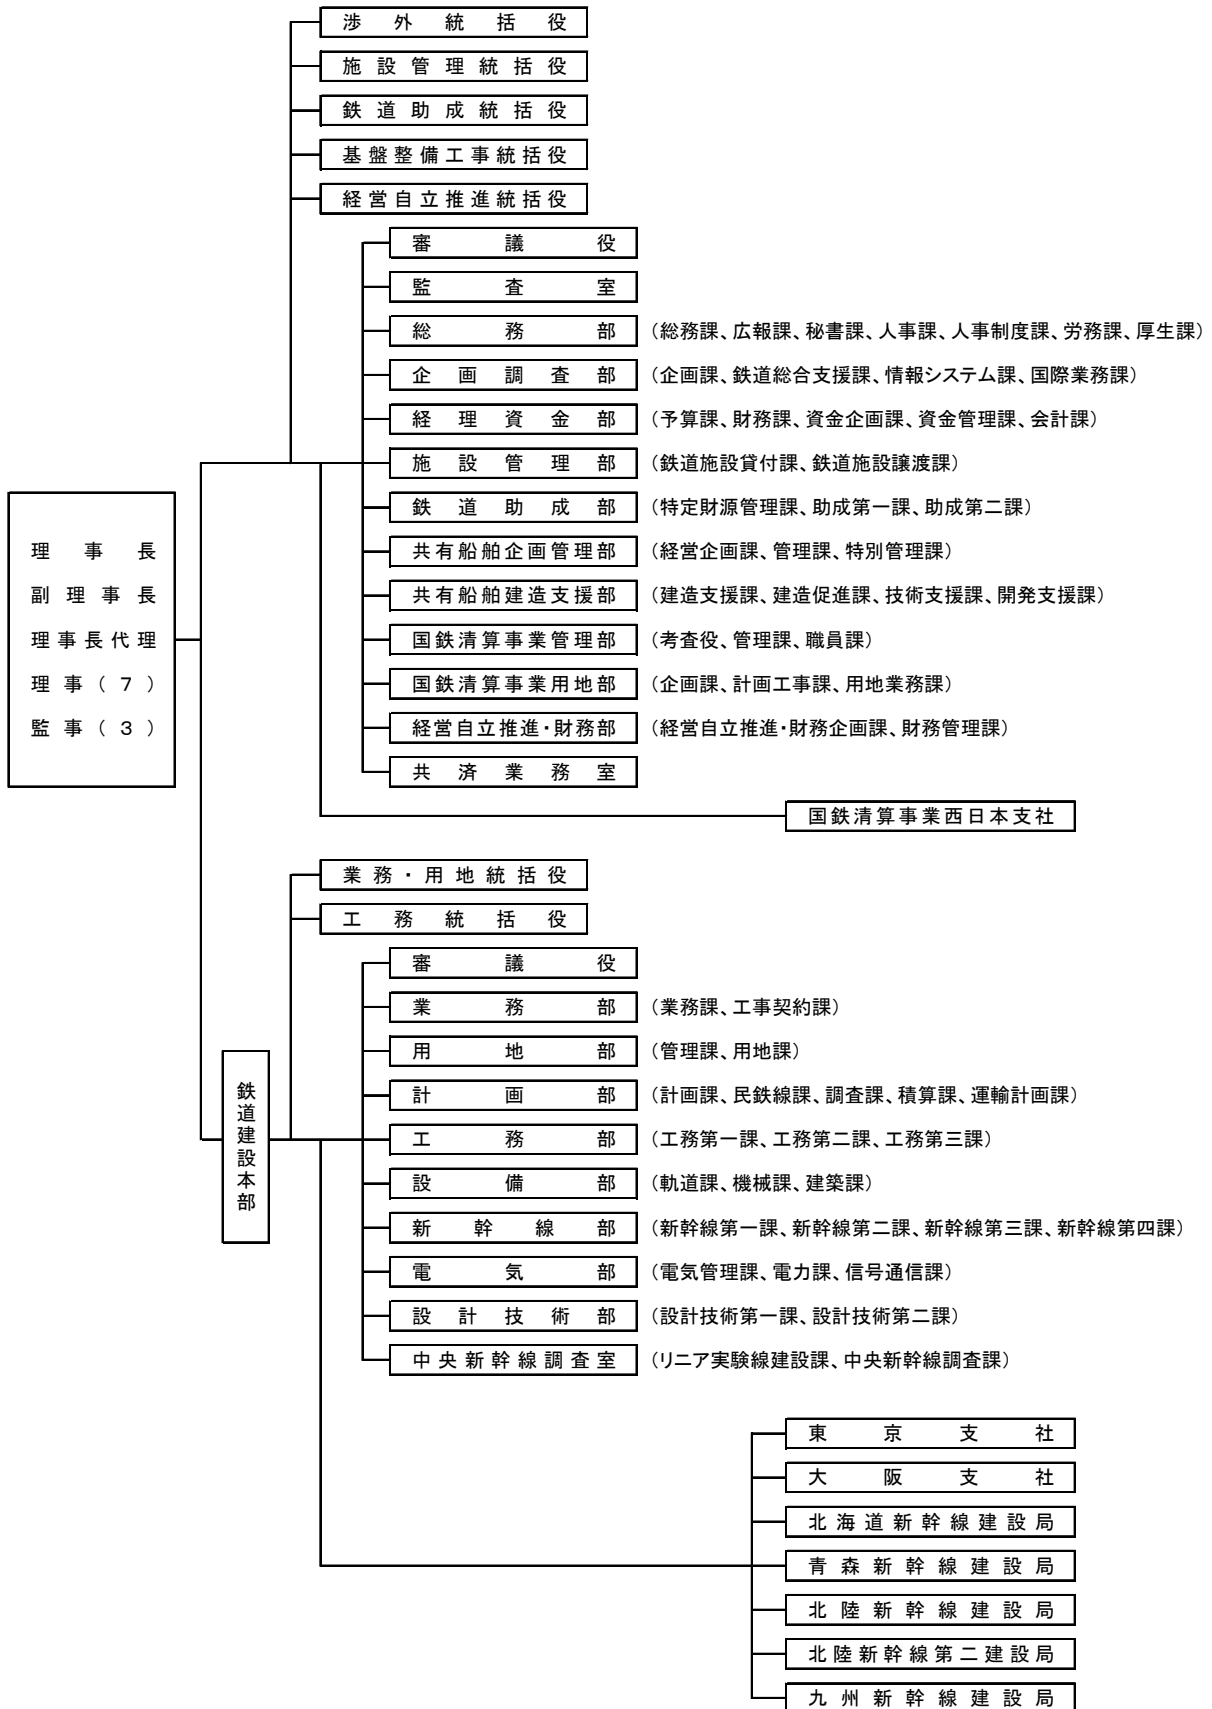 渉外統括役
施設管理統括役
鉄道助成統括役
基盤整備工事統括役
経営自立推進統括役
審議役
監査室
総務部 (総務課、広報課、秘書課、人事課、人事制度課、労務課、厚生課)
企画調査部 (企画課、鉄道総合支援課、情報システム課、国際業務課)
経理資金部 (予算課、財務課、資金企画課、資金管理課、会計課)
施設管理部 (鉄道施設貸付課、鉄道施設譲渡課)
鉄道助成部 (特定財源管理課、助成第一課、助成第二課)
共有船舶企画管理部 (経営企画課、管理課、特別管理課)
共有船舶建造支援部 (建造支援課、建造促進課、技術支援課、開発支援課)
国鉄清算事業管理部 (考査役、管理課、職員課)
国鉄清算事業用地部 (企画課、計画工事課、用地業務課)
経営自立推進・財務部 (経営自立推進・財務企画課、財務管理課)
共済業務室
理事長
副理事長
理事長代理
理事(7)
監事(3)
国鉄清算事業西日本支社
業務・用地統括役
工務統括役
審議役
業務部 (業務課、工事契約課)
用地部 (管理課、用地課)
計画部 (計画課、民鉄線課、調査課、積算課、運輸計画課)
工務部 (工務第一課、工務第二課、工務第三課)
設備部 (軌道課、機械課、建築課)
新幹線部 (新幹線第一課、新幹線第二課、新幹線第三課、新幹線第四課)
電気部 (電気管理課、電力課、信号通信課)
設計技術部 (設計技術第一課、設計技術第二課)
中央新幹線調査室 (リニア実験線建設課、中央新幹線調査課)
鉄道建設本部
東京支社
大阪支社
北海道新幹線建設局
青森新幹線建設局
北陸新幹線建設局
北陸新幹線第二建設局
九州新幹線建設局